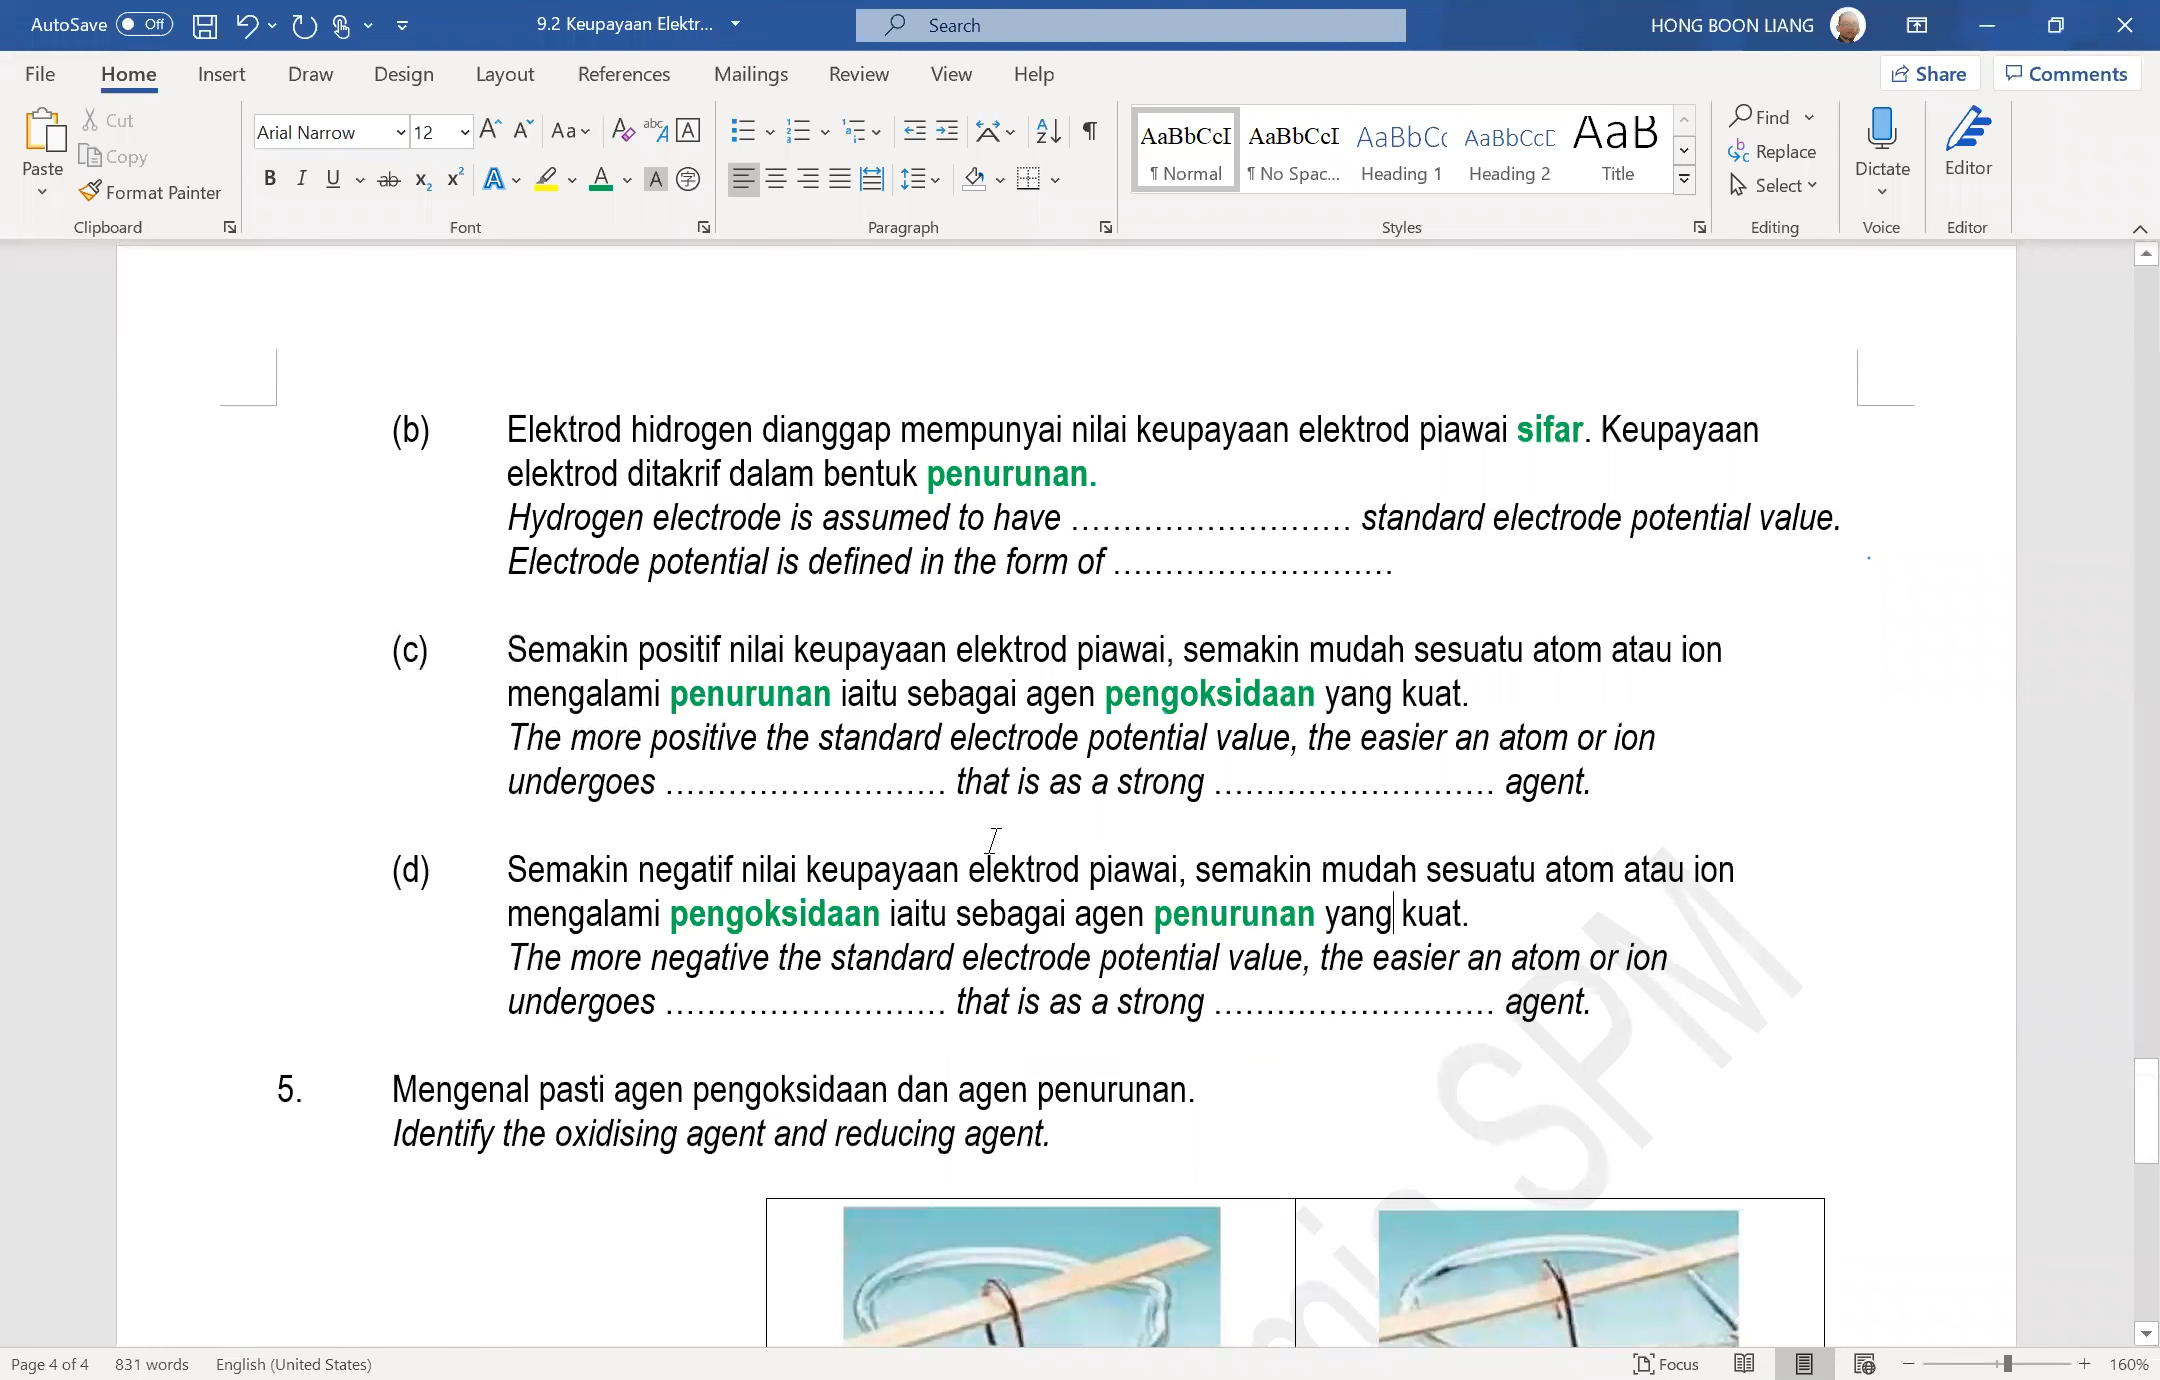 AutoSave Off 9.2 Keupayaan Elektr... Search HONG BOON LIANG
File Home Insert Draw Design Layout References Mailings Review View Help Share Comments
Paste Cut Copy Format Painter
Arial Narrow 12
AaBbCcI AaBbCcI AaBbC AaBbCcD AaB
¶ Normal ¶ No Spac... Heading 1 Heading 2 Title
Find Replace Select Dictate Editor
Clipboard Font Paragraph Styles Editing Voice Editor
(b) Elektrod hidrogen dianggap mempunyai nilai keupayaan elektrod piawai sifar. Keupayaan
elektrod ditakrif dalam bentuk penurunan.
Hydrogen electrode is assumed to have ........................... standard electrode potential value.
Electrode potential is defined in the form of ...........................
(c) Semakin positif nilai keupayaan elektrod piawai, semakin mudah sesuatu atom atau ion
mengalami penurunan iaitu sebagai agen pengoksidaan yang kuat.
The more positive the standard electrode potential value, the easier an atom or ion
undergoes ........................... that is as a strong ........................... agent.
(d) Semakin negatif nilai keupayaan elektrod piawai, semakin mudah sesuatu atom atau ion
mengalami pengoksidaan iaitu sebagai agen penurunan yang kuat.
The more negative the standard electrode potential value, the easier an atom or ion
undergoes ........................... that is as a strong ........................... agent.
5. Mengenal pasti agen pengoksidaan dan agen penurunan.
Identify the oxidising agent and reducing agent.
SPM
Page 4 of 4 831 words English (United States) Focus 160%